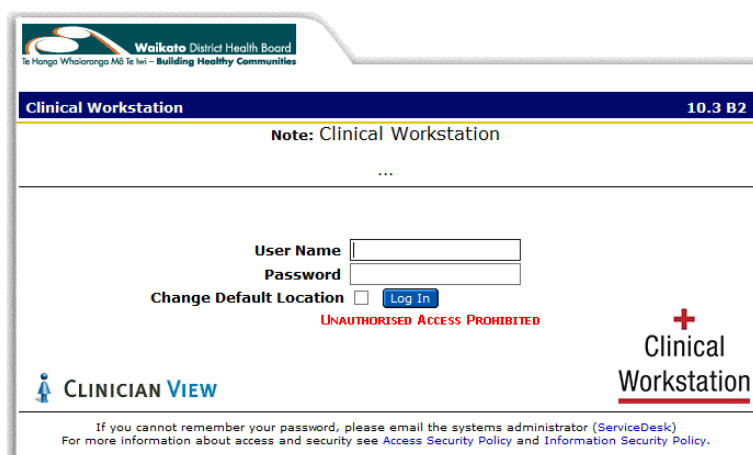 Waikato District Health Board
Te Hanga Whaioranga Mō Te Iwi – Building Healthy Communities
Clinical Workstation 10.3 B2
Note: Clinical Workstation
...
User Name
Password
Change Default Location Log In
UNAUTHORISED ACCESS PROHIBITED
Clinical
Workstation
CLINICIAN VIEW
If you cannot remember your password, please email the systems administrator (ServiceDesk)
For more information about access and security see Access Security Policy and Information Security Policy.